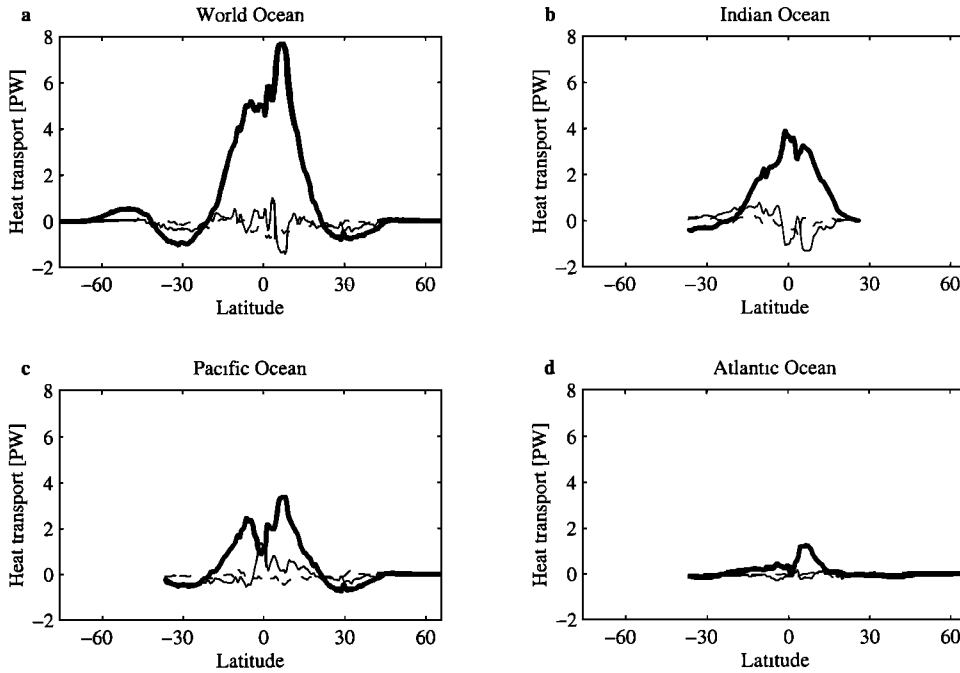 a World Ocean
Heat transport [PW]
8
6
4
2
0
−2
−60 −30 0 30 60
Latitude
b Indian Ocean
Heat transport [PW]
8
6
4
2
0
−2
−60 −30 0 30 60
Latitude
c Pacific Ocean
Heat transport [PW]
8
6
4
2
0
−2
−60 −30 0 30 60
Latitude
d Atlantic Ocean
Heat transport [PW]
8
6
4
2
0
−2
−60 −30 0 30 60
Latitude